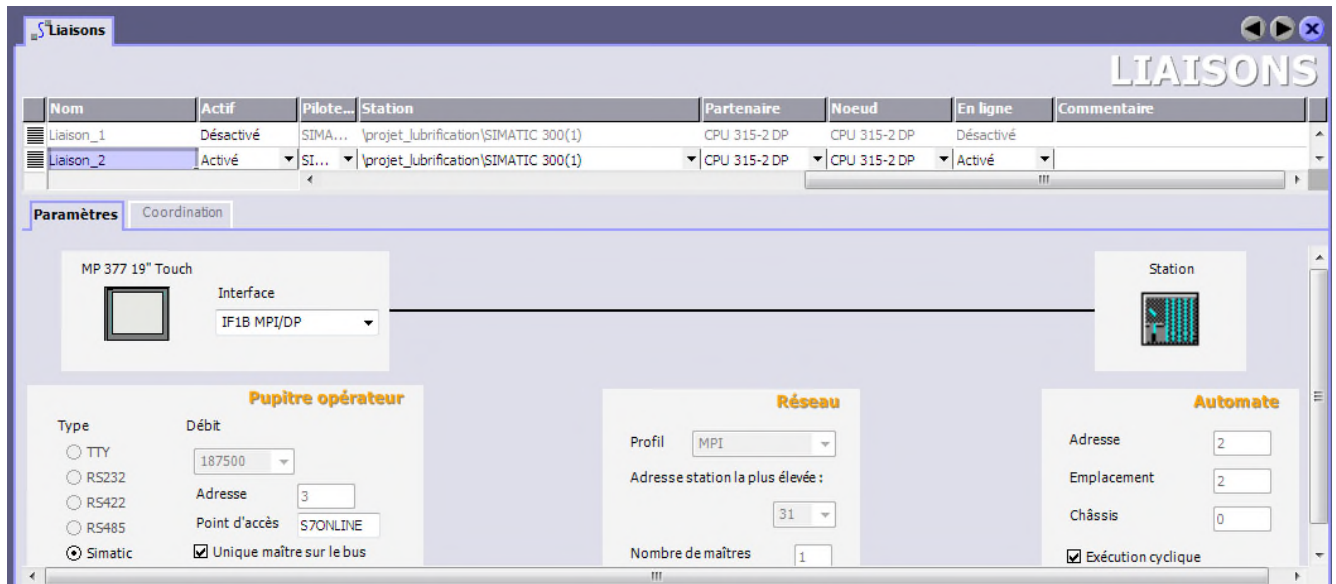 Liaisons
LIAISONS
Nom Actif Pilote... Station Partenaire Noeud En ligne Commentaire
Liaison_1 Désactivé SIMA... \projet_lubrification\SIMATIC 300(1) CPU 315-2 DP CPU 315-2 DP Désactivé
Liaison_2 Activé SI... \projet_lubrification\SIMATIC 300(1) CPU 315-2 DP CPU 315-2 DP Activé
Paramètres Coordination
MP 377 19" Touch Station
Interface
IF1B MPI/DP
Pupitre opérateur Réseau Automate
Type Débit
TTY 187500 Profil MPI Adresse 2
RS232 Adresse station la plus élevée : Emplacement 2
RS422 Adresse 3
RS485 Point d'accès S7ONLINE 31 Châssis 0
Simatic Unique maître sur le bus Nombre de maîtres 1 Exécution cyclique